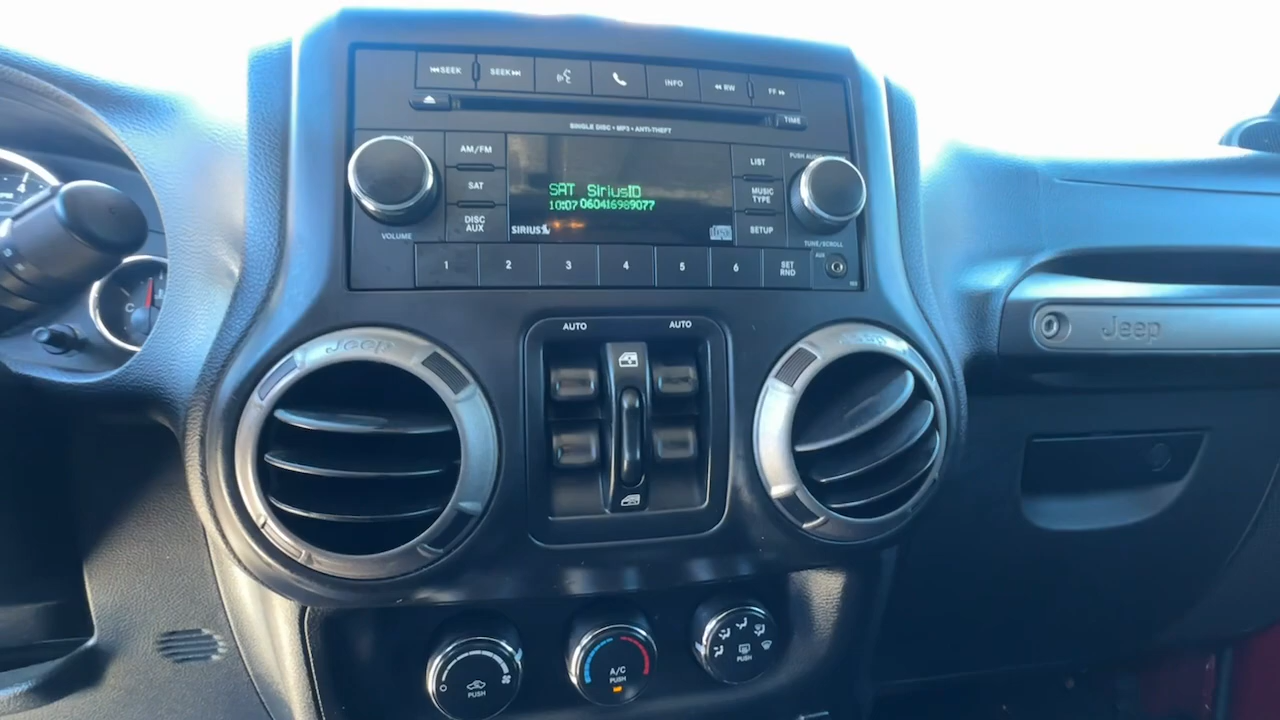 ⏮SEEK SEEK⏭ INFO ◀◀ RW FF ▶▶
TIME
SINGLE DISC • MP3 • ANTI-THEFT
AM/FM
SAT
DISC
AUX
VOLUME
SAT SiriusID
10:07 060416989077
SIRIUS
LIST
MUSIC
TYPE
SETUP
TUNE/SCROLL
AUX
1 2 3 4 5 6 SET
RND
AUTO AUTO
Jeep
Jeep
Jeep
C
PUSH
A/C
PUSH
PUSH